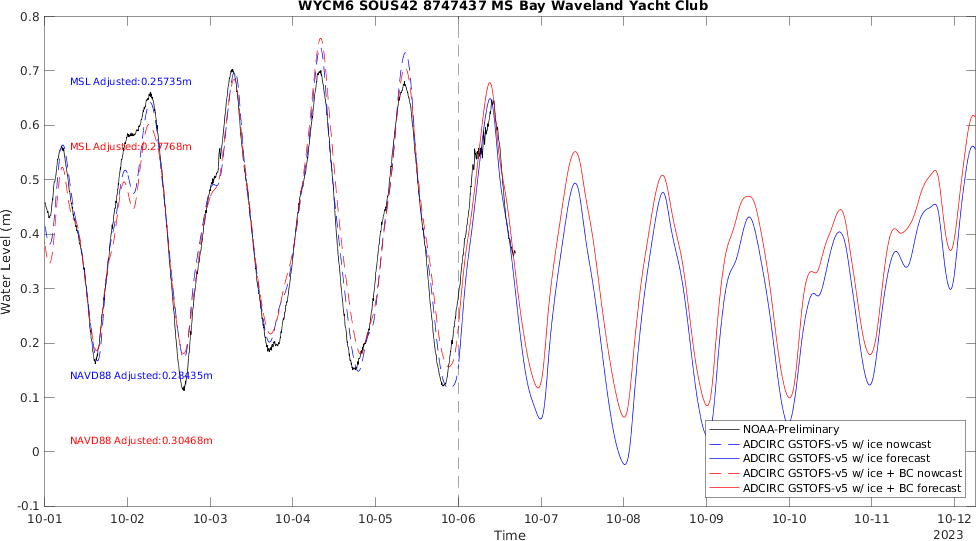 WYCM6 SOUS42 8747437 MS Bay Waveland Yacht Club
0.8
0.7
0.6
0.5
0.4
0.3
0.2
0.1
0
-0.1
Water Level (m)
MSL Adjusted:0.25735m
MSL Adjusted:0.27768m
NAVD88 Adjusted:0.28435m
NAVD88 Adjusted:0.30468m
NOAA-Preliminary
ADCIRC GSTOFS-v5 w/ ice nowcast
ADCIRC GSTOFS-v5 w/ ice forecast
ADCIRC GSTOFS-v5 w/ ice + BC nowcast
ADCIRC GSTOFS-v5 w/ ice + BC forecast
10-01 10-02 10-03 10-04 10-05 10-06 10-07 10-08 10-09 10-10 10-11 10-12
Time 2023